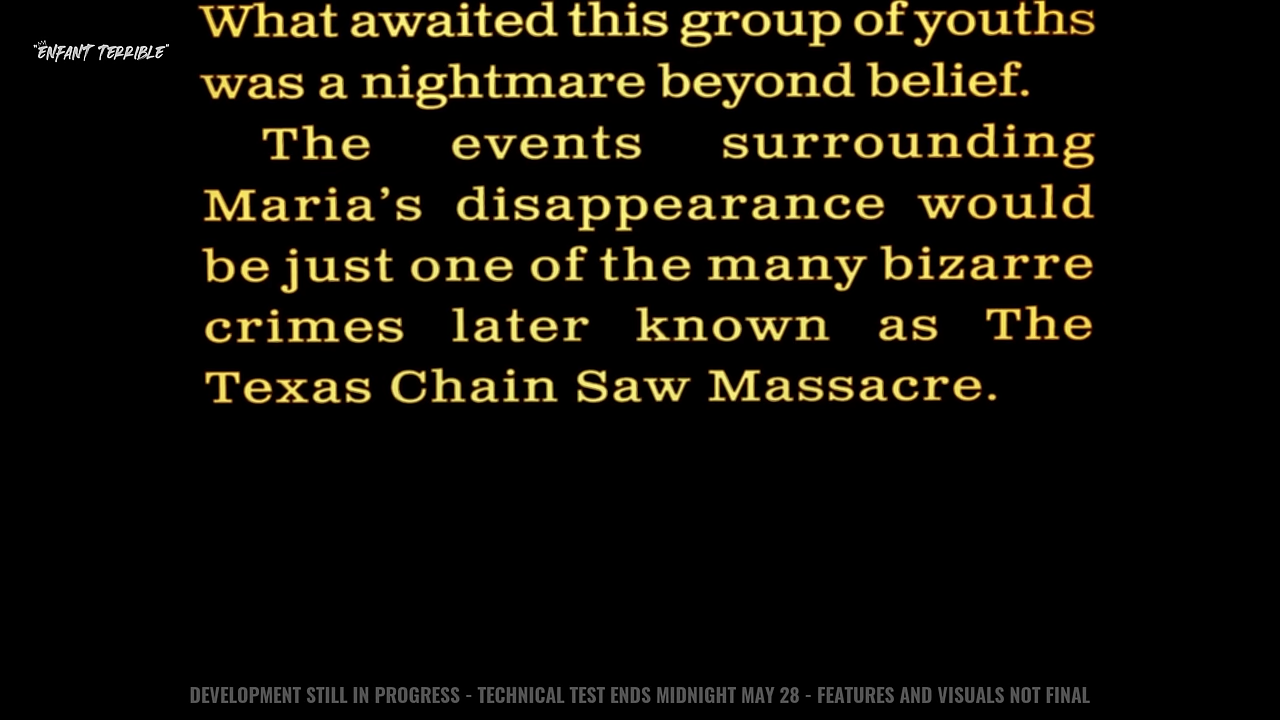 What awaited this group of youths
"ENFANT TERRIBLE"
was a nightmare beyond belief.
The events surrounding
Maria’s disappearance would
be just one of the many bizarre
crimes later known as The
Texas Chain Saw Massacre.
DEVELOPMENT STILL IN PROGRESS - TECHNICAL TEST ENDS MIDNIGHT MAY 28 - FEATURES AND VISUALS NOT FINAL